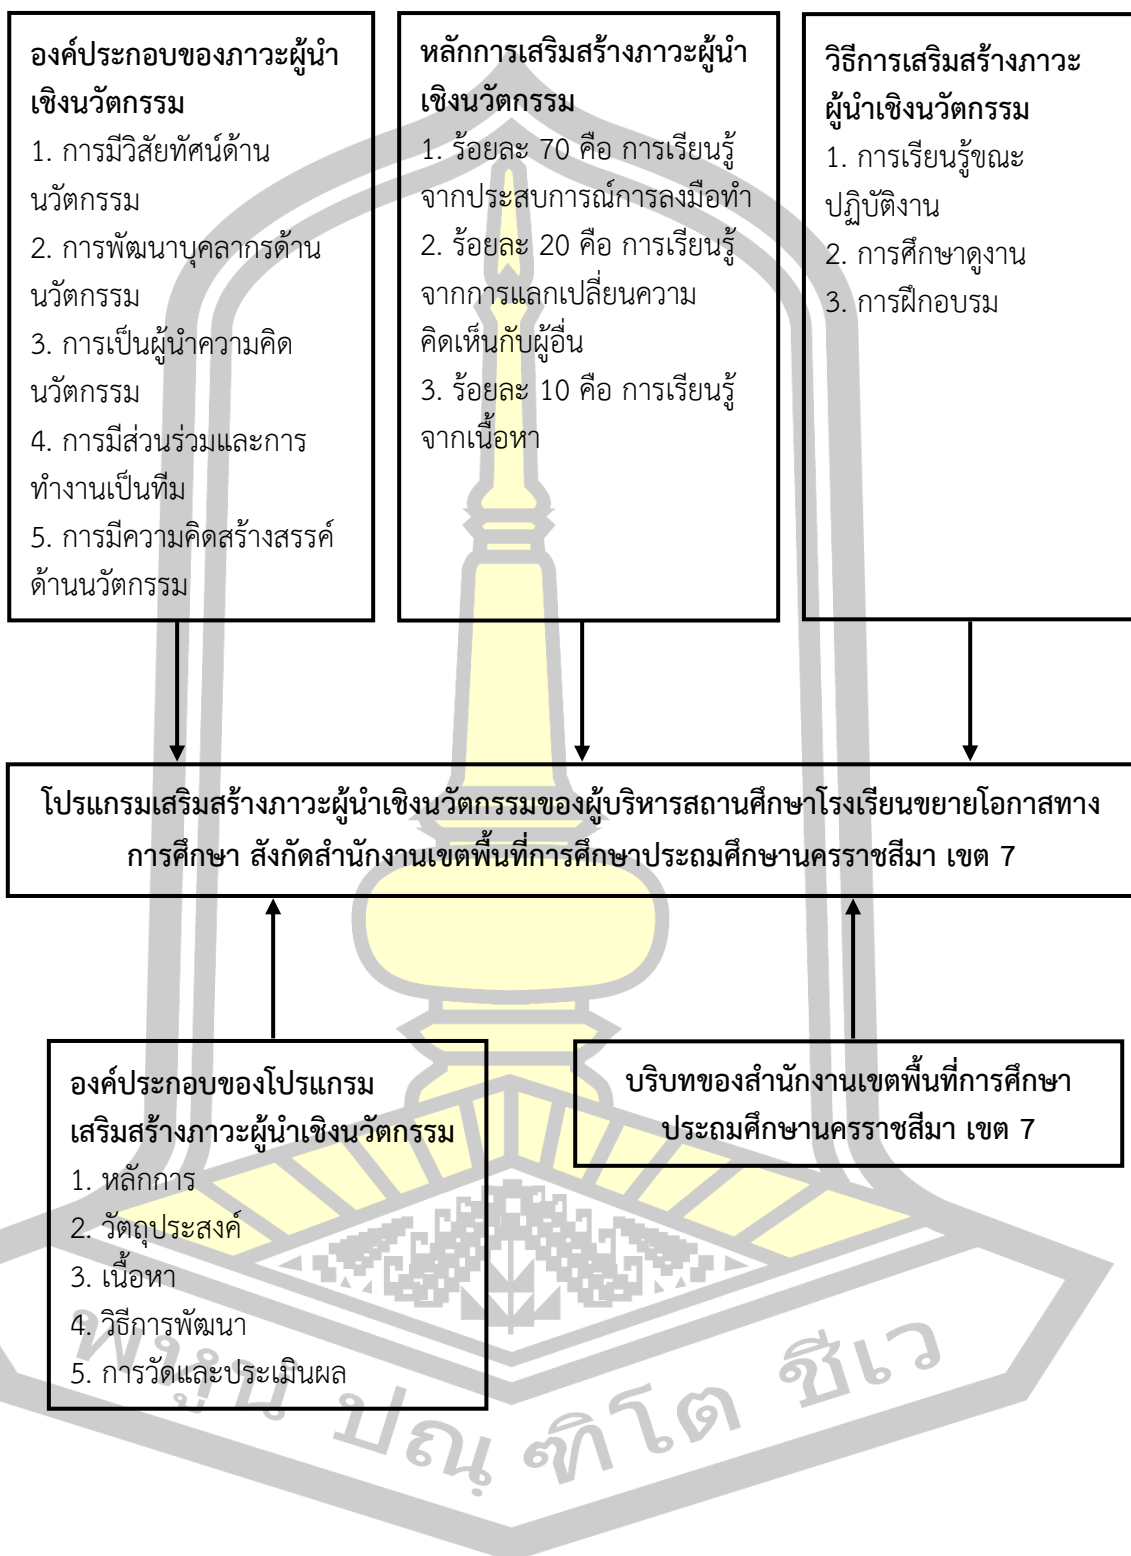 องค์ประกอบของภาวะผู้นำ
เชิงนวัตกรรม
1. การมีวิสัยทัศน์ด้าน
นวัตกรรม
2. การพัฒนาบุคลากรด้าน
นวัตกรรม
3. การเป็นผู้นำความคิด
นวัตกรรม
4. การมีส่วนร่วมและการ
ทำงานเป็นทีม
5. การมีความคิดสร้างสรรค์
ด้านนวัตกรรม
หลักการเสริมสร้างภาวะผู้นำ
เชิงนวัตกรรม
1. ร้อยละ 70 คือ การเรียนรู้
จากประสบการณ์การลงมือทำ
2. ร้อยละ 20 คือ การเรียนรู้
จากการแลกเปลี่ยนความ
คิดเห็นกับผู้อื่น
3. ร้อยละ 10 คือ การเรียนรู้
จากเนื้อหา
วิธีการเสริมสร้างภาวะ
ผู้นำเชิงนวัตกรรม
1. การเรียนรู้ขณะ
ปฏิบัติงาน
2. การศึกษาดูงาน
3. การฝึกอบรม
โปรแกรมเสริมสร้างภาวะผู้นำเชิงนวัตกรรมของผู้บริหารสถานศึกษาโรงเรียนขยายโอกาสทาง
การศึกษา สังกัดสำนักงานเขตพื้นที่การศึกษาประถมศึกษานครราชสีมา เขต 7
องค์ประกอบของโปรแกรม
เสริมสร้างภาวะผู้นำเชิงนวัตกรรม
1. หลักการ
2. วัตถุประสงค์
3. เนื้อหา
4. วิธีการพัฒนา
5. การวัดและประเมินผล
บริบทของสำนักงานเขตพื้นที่การศึกษา
ประถมศึกษานครราชสีมา เขต 7
พหูนํ ปณฺฑิโต ชีเว